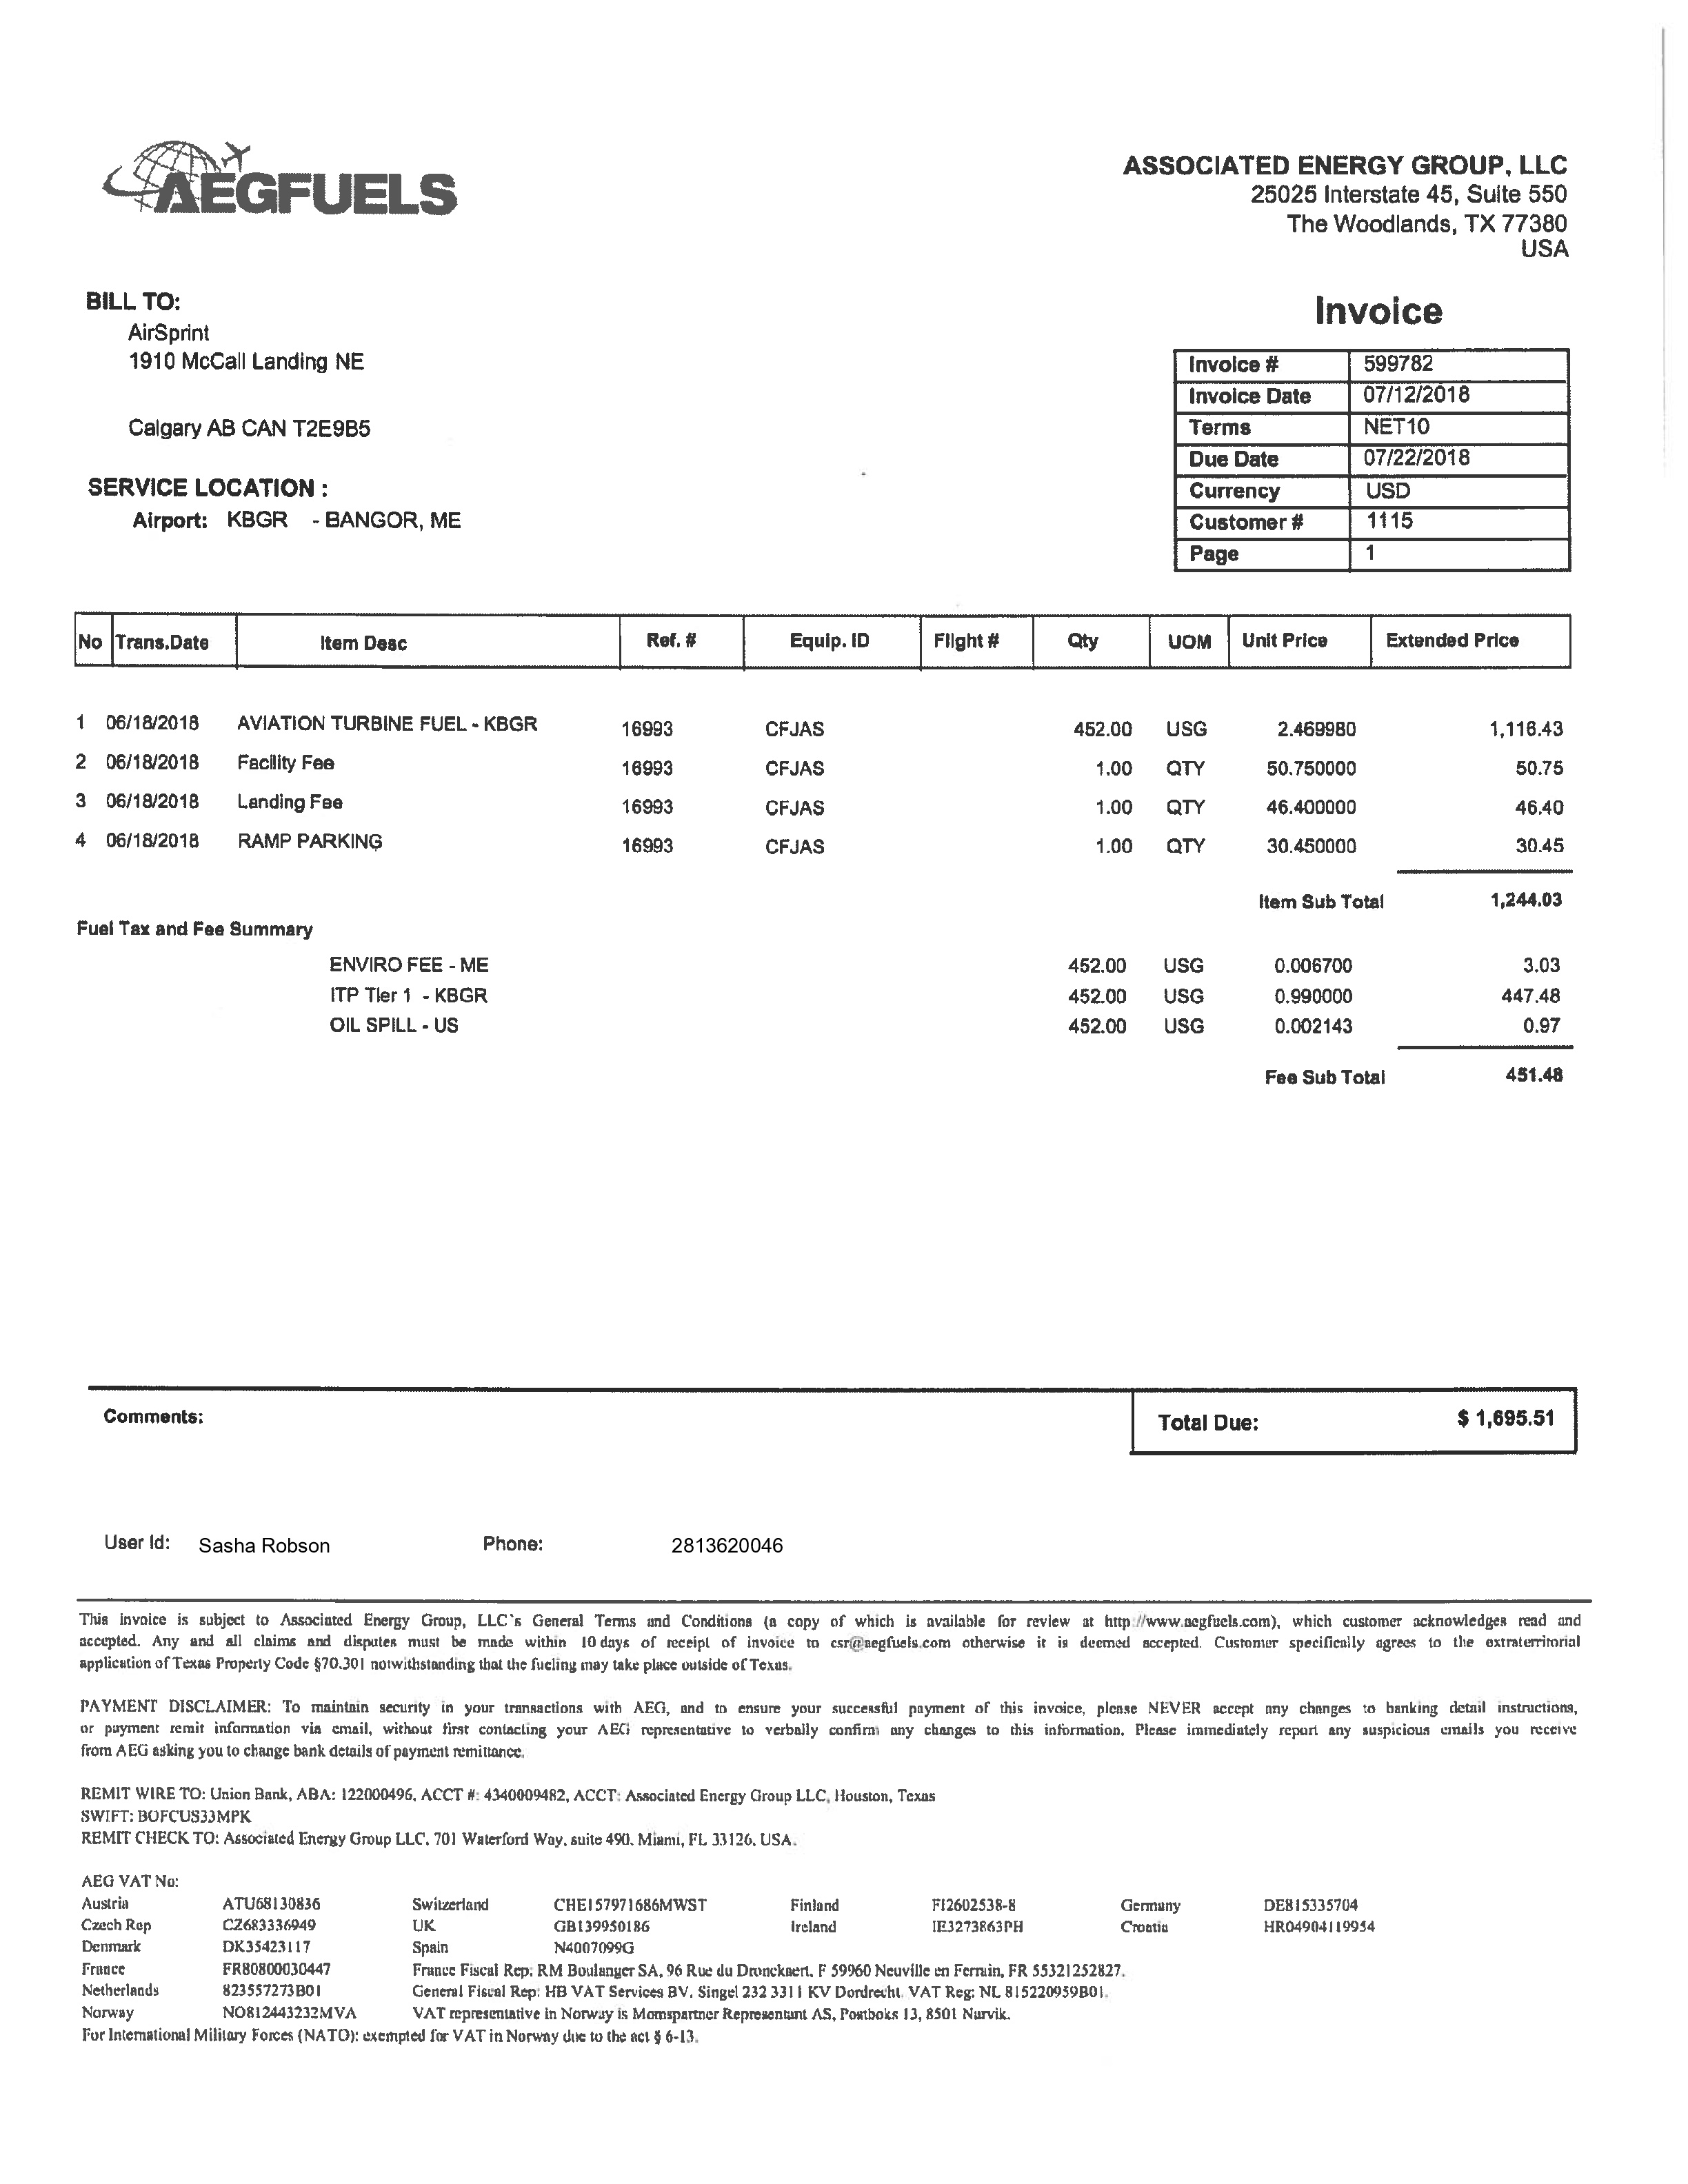 AEGFUELS
ASSOCIATED ENERGY GROUP, LLC
25025 Interstate 45, Suite 550
The Woodlands, TX 77380
USA
BILL TO:
AirSprint
1910 McCall Landing NE
Calgary AB CAN T2E9B5
SERVICE LOCATION :
Airport: KBGR - BANGOR, ME
Invoice
Invoice # 599782
Invoice Date 07/12/2018
Terms NET10
Due Date 07/22/2018
Currency USD
Customer # 1115
Page 1
No Trans.Date Item Desc Ref. # Equip. ID Flight # Qty UOM Unit Price Extended Price
1 06/18/2018 AVIATION TURBINE FUEL - KBGR 16993 CFJAS 452.00 USG 2.469980 1,116.43
2 06/18/2018 Facility Fee 16993 CFJAS 1.00 QTY 50.750000 50.75
3 06/18/2018 Landing Fee 16993 CFJAS 1.00 QTY 46.400000 46.40
4 06/18/2018 RAMP PARKING 16993 CFJAS 1.00 QTY 30.450000 30.45
Item Sub Total 1,244.03
Fuel Tax and Fee Summary
ENVIRO FEE - ME 452.00 USG 0.006700 3.03
ITP Tier 1 - KBGR 452.00 USG 0.990000 447.48
OIL SPILL - US 452.00 USG 0.002143 0.97
Fee Sub Total 451.48
Comments:
Total Due: $ 1,695.51
User Id: Sasha Robson Phone: 2813620046
This invoice is subject to Associated Energy Group, LLC's General Terms and Conditions (a copy of which is available for review at http://www.aegfuels.com), which customer acknowledges read and
accepted. Any and all claims and disputes must be made within 10 days of receipt of invoice to csr@aegfuels.com otherwise it is deemed accepted. Customer specifically agrees to the extraterritorial
application of Texas Property Code §70.301 notwithstanding that the fueling may take place outside of Texas.
PAYMENT DISCLAIMER: To maintain security in your transactions with AEG, and to ensure your successful payment of this invoice, please NEVER accept any changes to banking detail instructions,
or payment remit information via email, without first contacting your AEG representative to verbally confirm any changes to this information. Please immediately report any suspicious emails you receive
from AEG asking you to change bank details of payment remittance.
REMIT WIRE TO: Union Bank, ABA: 122000496, ACCT #: 4340009482, ACCT: Associated Energy Group LLC, Houston, Texas
SWIFT: BOFCUS33MPK
REMIT CHECK TO: Associated Energy Group LLC, 701 Waterford Way, suite 490, Miami, FL 33126, USA.
AEG VAT No:
Austria ATU68130836 Switzerland CHE157971686MWST Finland FI2602538-8 Germany DE815335704
Czech Rep CZ683336949 UK GB139950186 Ireland IE3273863PH Croatia HR04904119954
Denmark DK35423117 Spain N4007099G
France FR80800030447 France Fiscal Rep: RM Boulanger SA, 96 Rue du Dronckaert, F 59960 Neuville en Ferrain, FR 55321252827.
Netherlands 823557273B01 General Fiscal Rep: HB VAT Services BV, Singel 232 3311 KV Dordrecht. VAT Reg: NL 815220959B01.
Norway NO812443232MVA VAT representative in Norway is Momspartner Representant AS, Postboks 13, 8501 Narvik.
For International Military Forces (NATO): exempted for VAT in Norway due to the act § 6-13.